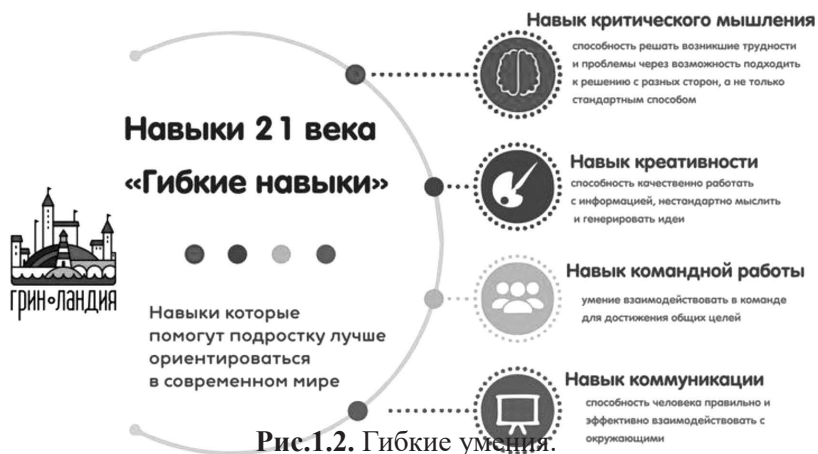 Навыки 21 века
«Гибкие навыки»
грин•ландия
Навыки которые
помогут подростку лучше
ориентироваться
в современном мире
Навык критического мышления
способность решать возникшие трудности
и проблемы через возможность подходить
к решению с разных сторон, а не только
стандартным способом
Навык креативности
способность качественно работать
с информацией, нестандартно мыслить
и генерировать идеи
Навык командной работы
умение взаимодействовать в команде
для достижения общих целей
Навык коммуникации
способность человека правильно и
эффективно взаимодействовать с
окружающими
Рис.1.2. Гибкие умения.